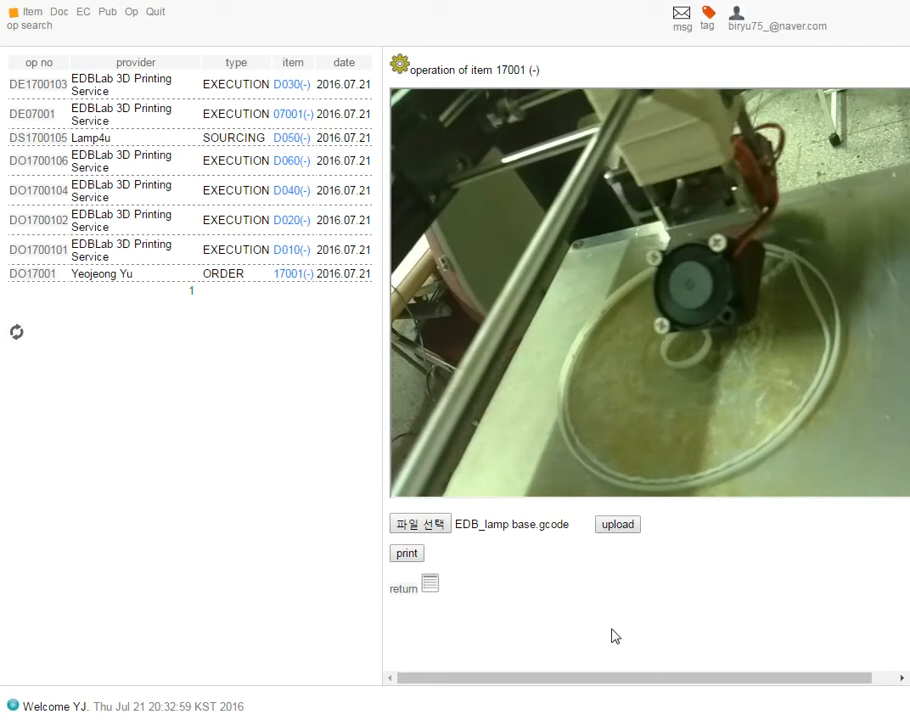 Item Doc EC Pub Op Quit
op search
msg tag biryu75_@naver.com
op no provider type item date
DE1700103 EDBLab 3D Printing Service EXECUTION D030(-) 2016.07.21
DE07001 EDBLab 3D Printing Service EXECUTION 07001(-) 2016.07.21
DS1700105 Lamp4u SOURCING D050(-) 2016.07.21
DO1700106 EDBLab 3D Printing Service EXECUTION D060(-) 2016.07.21
DO1700104 EDBLab 3D Printing Service EXECUTION D040(-) 2016.07.21
DO1700102 EDBLab 3D Printing Service EXECUTION D020(-) 2016.07.21
DO1700101 EDBLab 3D Printing Service EXECUTION D010(-) 2016.07.21
DO17001 Yeojeong Yu ORDER 17001(-) 2016.07.21
1
operation of item 17001 (-)
파일 선택 EDB_lamp base.gcode upload
print
return
Welcome YJ. Thu Jul 21 20:32:59 KST 2016